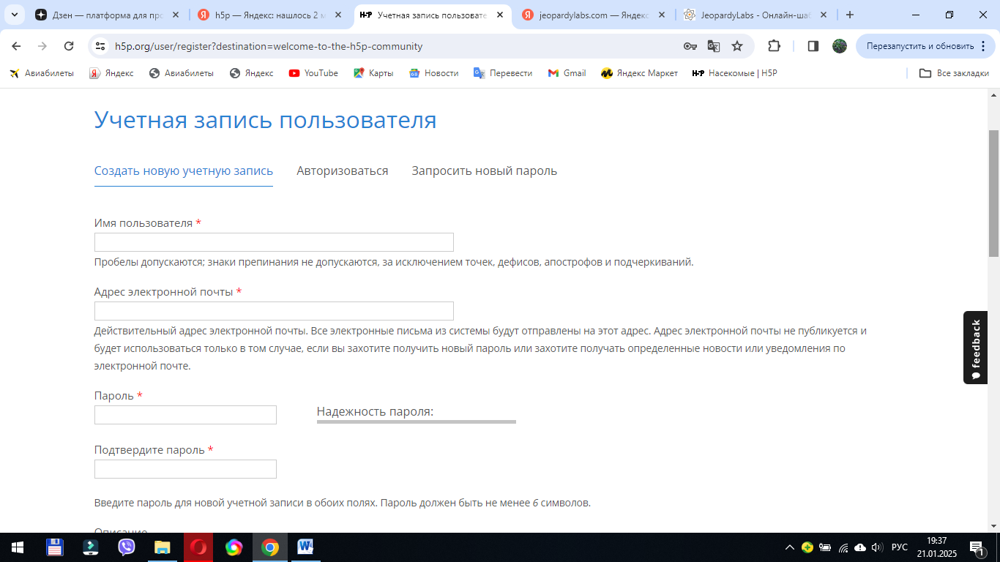 Дзен — платформа для про
h5p — Яндекс: нашлось 2 м
Учетная запись пользовате
jeopardylabs.com — Яндекс
JeopardyLabs - Онлайн-шаб
h5p.org/user/register?destination=welcome-to-the-h5p-community
Перезапустить и обновить
Авиабилеты
Яндекс
Авиабилеты
Яндекс
YouTube
Карты
Новости
Перевести
Gmail
Яндекс Маркет
Насекомые | H5P
Все закладки
Учетная запись пользователя
Создать новую учетную запись
Авторизоваться
Запросить новый пароль
Имя пользователя *
Пробелы допускаются; знаки препинания не допускаются, за исключением точек, дефисов, апострофов и подчеркиваний.
Адрес электронной почты *
Действительный адрес электронной почты. Все электронные письма из системы будут отправлены на этот адрес. Адрес электронной почты не публикуется и
будет использоваться только в том случае, если вы захотите получить новый пароль или захотите получать определенные новости или уведомления по
электронной почте.
feedback
Пароль *
Надежность пароля:
Подтвердите пароль *
Введите пароль для новой учетной записи в обоих полях. Пароль должен быть не менее 6 символов.
Описание
РУС
19:37
21.01.2025
1